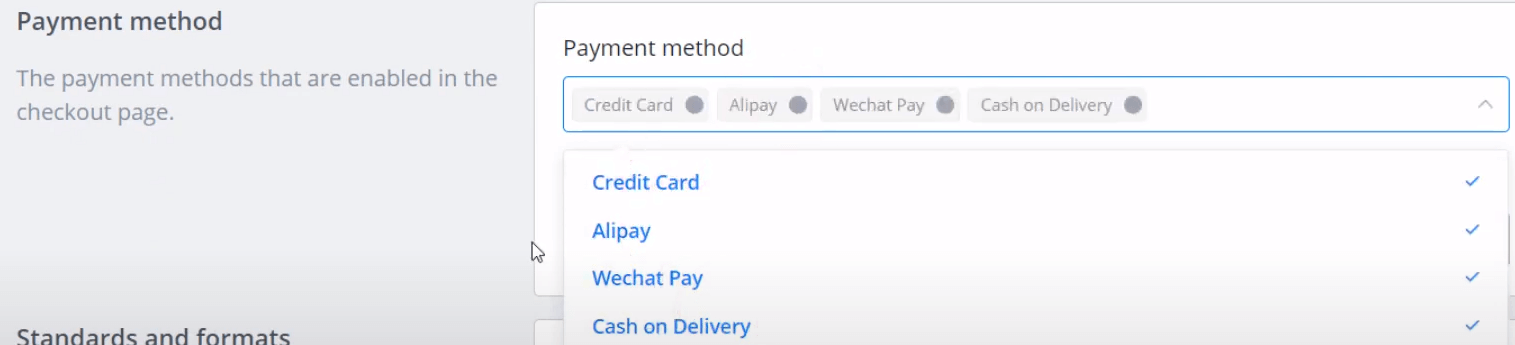 Payment method
The payment methods that are enabled in the
checkout page.
Payment method
Credit Card Alipay Wechat Pay Cash on Delivery
Credit Card
Alipay
Wechat Pay
Cash on Delivery
Standards and formats